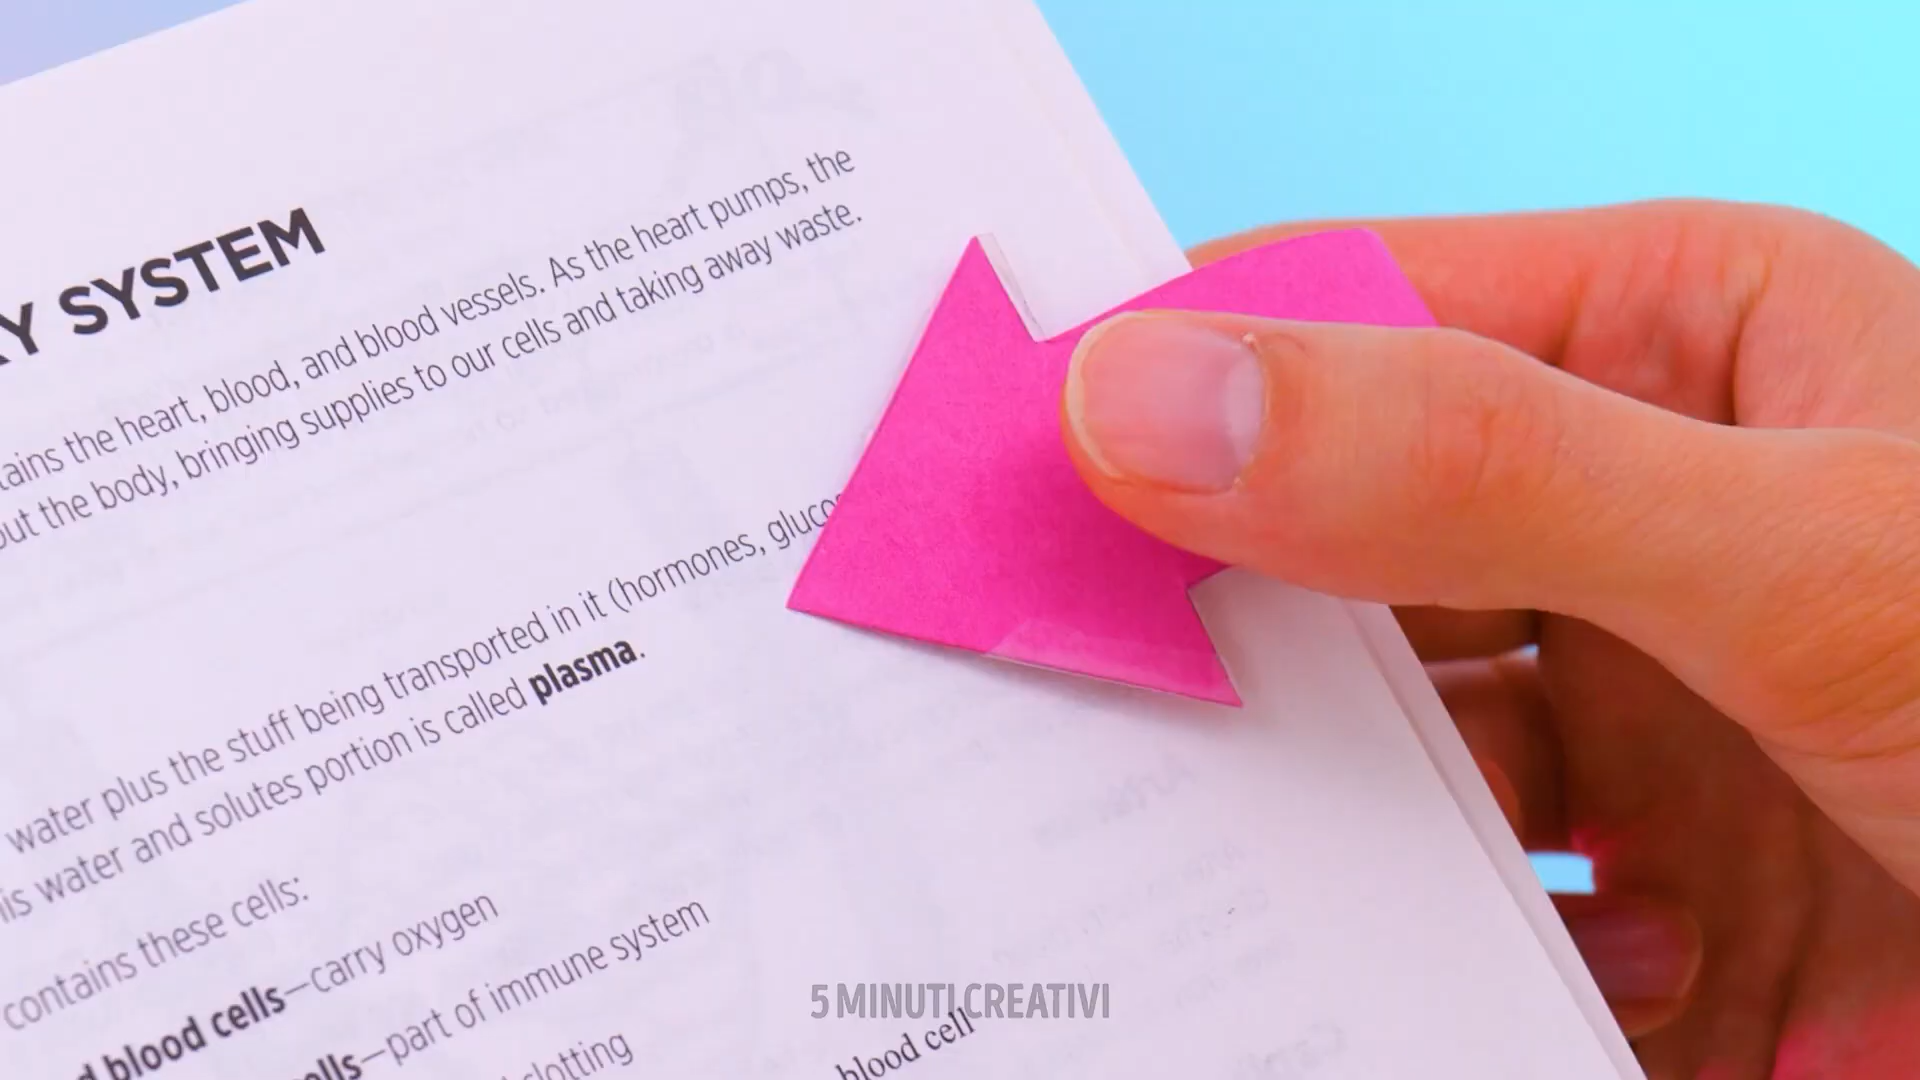 Y SYSTEM
tains the heart, blood, and blood vessels. As the heart pumps, the
out the body, bringing supplies to our cells and taking away waste.
water plus the stuff being transported in it (hormones, gluco
is water and solutes portion is called plasma.
contains these cells:
d blood cells—carry oxygen
ells—part of immune system
clotting
blood cell
5 MINUTI CREATIVI